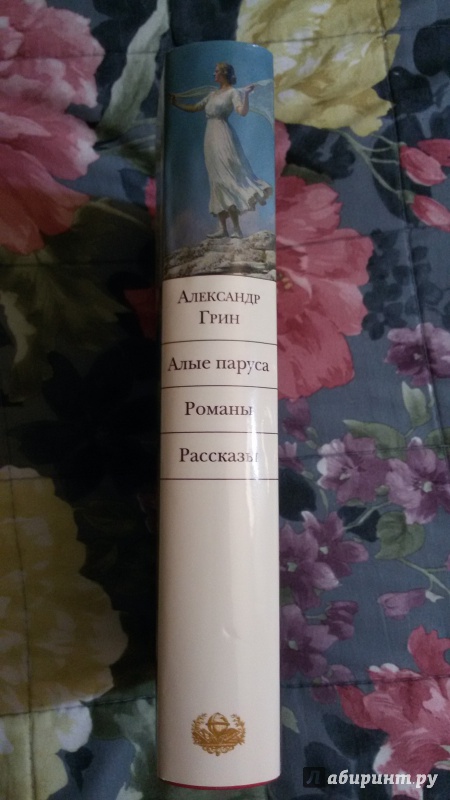 Александр
Грин
Алые паруса
Романы
Рассказы
Лабиринт.ру